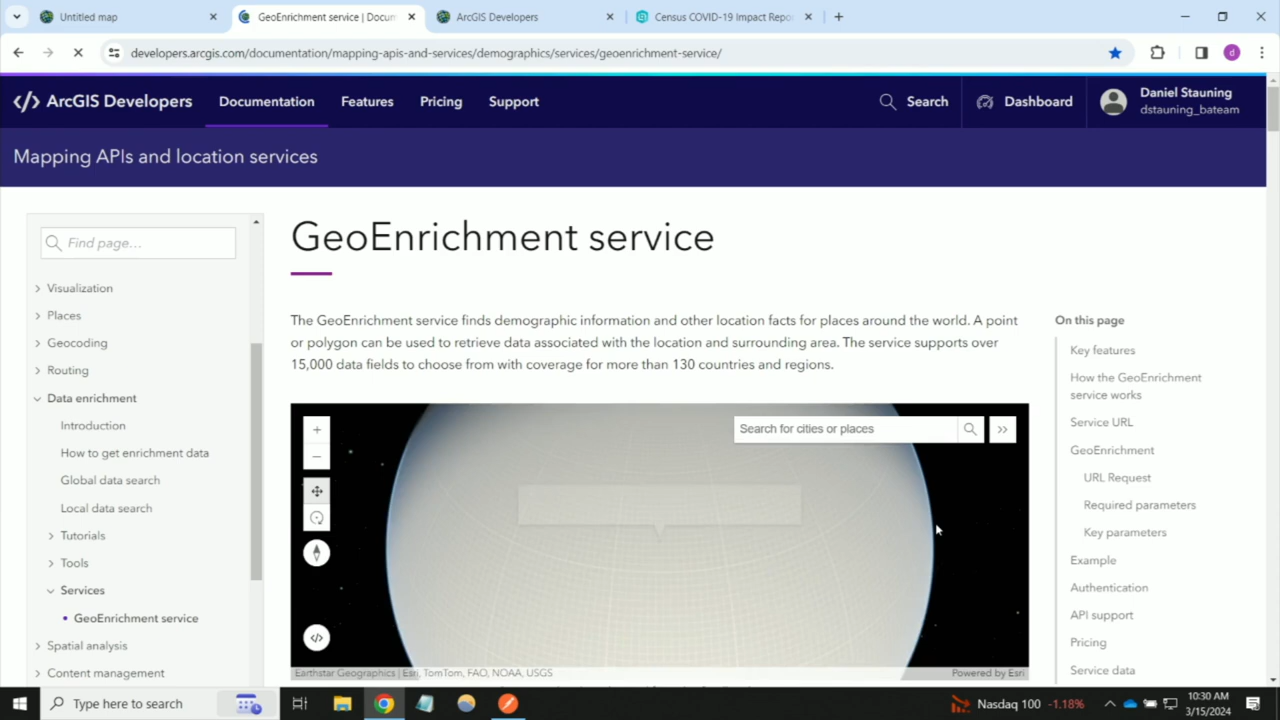 Untitled map
GeoEnrichment service | Docum
ArcGIS Developers
Census COVID-19 Impact Repo
developers.arcgis.com/documentation/mapping-apis-and-services/demographics/services/geoenrichment-service/
d
</> ArcGIS Developers
Documentation
Features
Pricing
Support
Search
Dashboard
Daniel Stauning
dstauning_bateam
Mapping APIs and location services
Find page...
Visualization
Places
Geocoding
Routing
Data enrichment
Introduction
How to get enrichment data
Global data search
Local data search
Tutorials
Tools
Services
GeoEnrichment service
Spatial analysis
Content management
GeoEnrichment service
The GeoEnrichment service finds demographic information and other location facts for places around the world. A point
or polygon can be used to retrieve data associated with the location and surrounding area. The service supports over
15,000 data fields to choose from with coverage for more than 130 countries and regions.
Search for cities or places
Earthstar Geographics | Esri, TomTom, FAO, NOAA, USGS
Powered by Esri
On this page
Key features
How the GeoEnrichment
service works
Service URL
GeoEnrichment
URL Request
Required parameters
Key parameters
Example
Authentication
API support
Pricing
Service data
Type here to search
Nasdaq 100 -1.18%
10:30 AM
3/15/2024